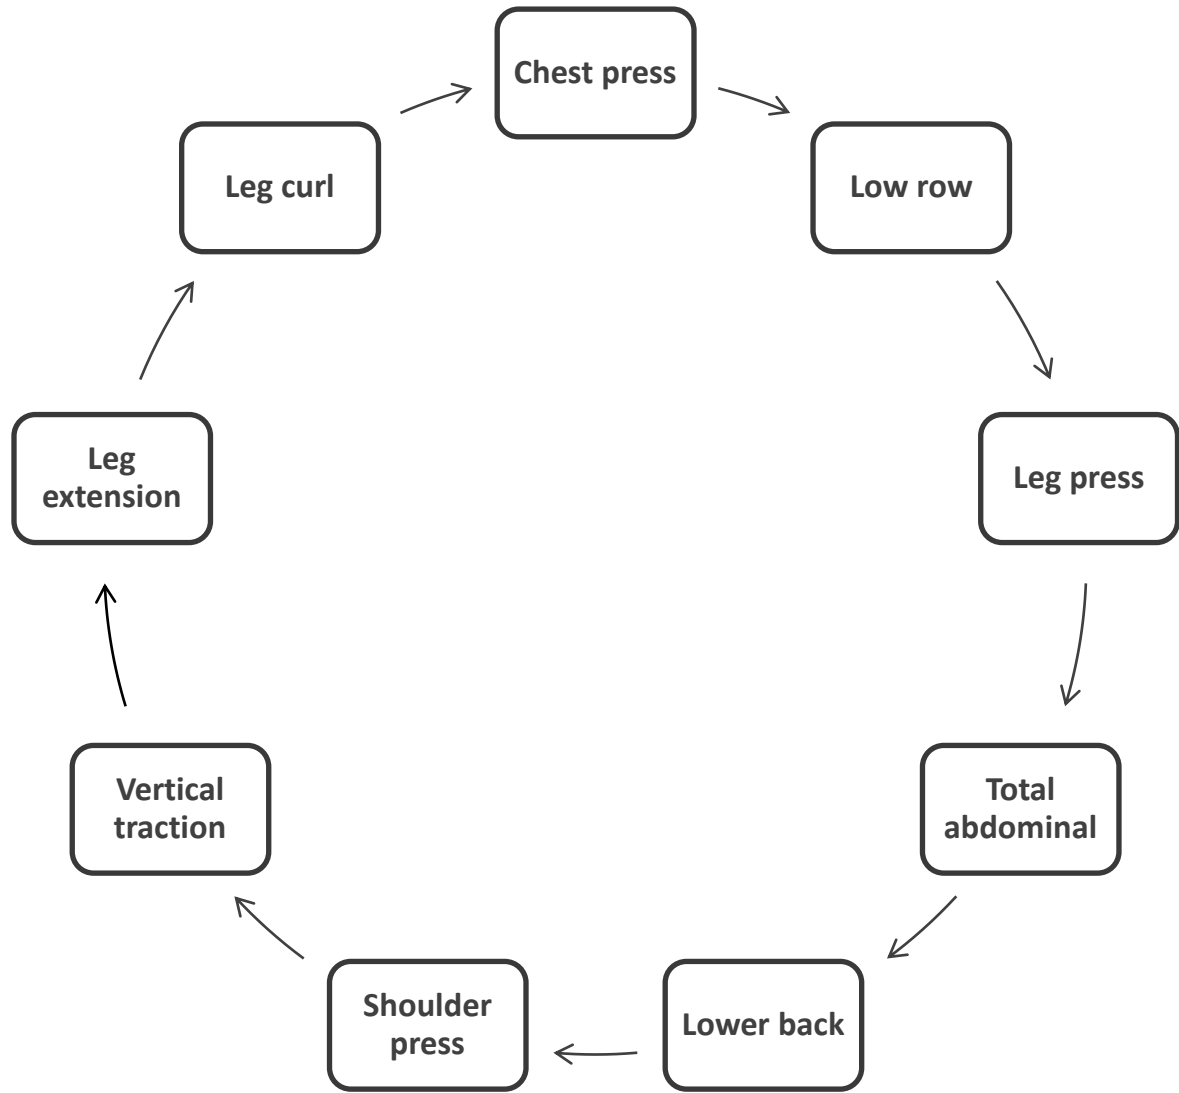 Chest press
Low row
Leg press
Total
abdominal
Lower back
Shoulder
press
Vertical
traction
Leg
extension
Leg curl